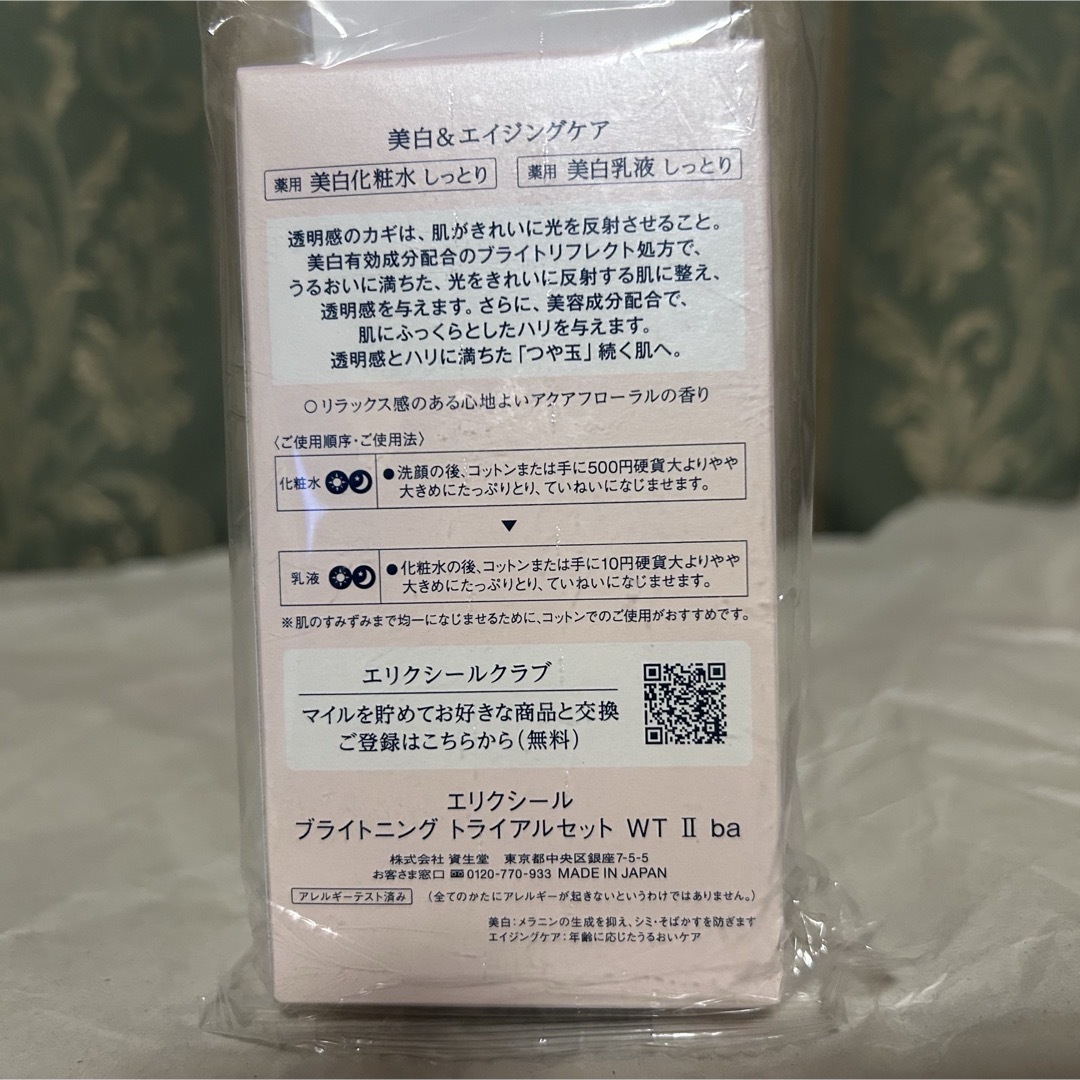 美白&エイジングケア
薬用 美白化粧水 しっとり
薬用 美白乳液 しっとり
透明感のカギは、肌がきれいに光を反射させること。
美白有効成分配合のブライトリフレクト処方で、
うるおいに満ちた、光をきれいに反射する肌に整え、
透明感を与えます。さらに、美容成分配合で、
肌にふっくらとしたハリを与えます。
透明感とハリに満ちた「つや玉」続く肌へ。
○リラックス感のある心地よいアクアフローラルの香り
〈ご使用順序・ご使用法〉
化粧水
●洗顔の後、コットンまたは手に500円硬貨大よりやや
大きめにたっぷりとり、ていねいになじませます。
▼
乳液
●化粧水の後、コットンまたは手に10円硬貨大よりやや
大きめにたっぷりとり、ていねいになじませます。
※肌のすみずみまで均一になじませるために、コットンでのご使用がおすすめです。
エリクシールクラブ
マイルを貯めてお好きな商品と交換
ご登録はこちらから(無料)
エリクシール
ブライトニング トライアルセット WT Ⅱ ba
株式会社 資生堂 東京都中央区銀座7-5-5
お客さま窓口 0120-770-933 MADE IN JAPAN
アレルギーテスト済み (全てのかたにアレルギーが起きないというわけではありません。)
美白:メラニンの生成を抑え、シミ・そばかすを防ぎます
エイジングケア:年齢に応じたうるおいケア